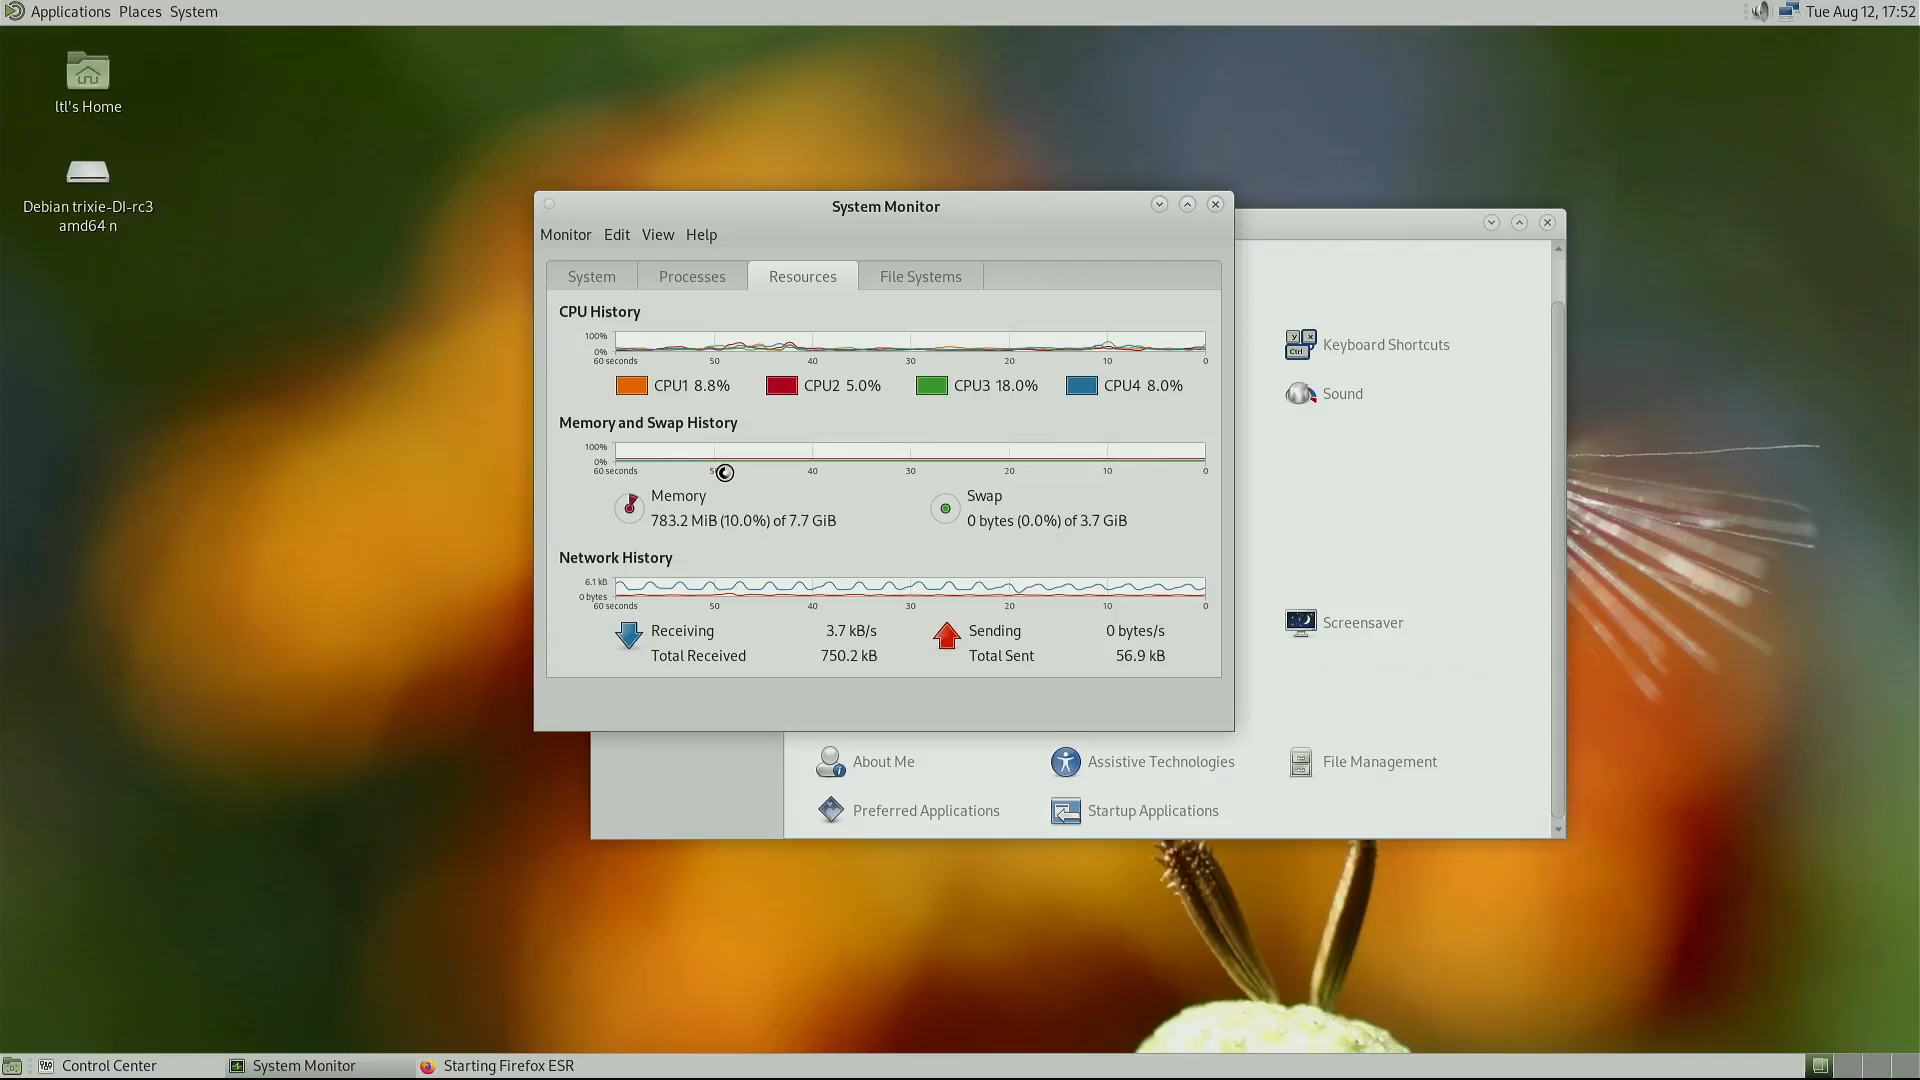 Applications Places System
Tue Aug 12, 17:52
ltl's Home
Debian trixie-DI-rc3
amd64 n
System Monitor
Monitor Edit View Help
System Processes Resources File Systems
CPU History
100%
0%
60 seconds 50 40 30 20 10 0
CPU1 8.8% CPU2 5.0% CPU3 18.0% CPU4 8.0%
Memory and Swap History
100%
0%
60 seconds 40 30 20 10 0
Memory
783.2 MiB (10.0%) of 7.7 GiB
Swap
0 bytes (0.0%) of 3.7 GiB
Network History
6.1 kB
0 bytes
60 seconds 50 40 30 20 10 0
Receiving 3.7 kB/s Sending 0 bytes/s
Total Received 750.2 kB Total Sent 56.9 kB
Keyboard Shortcuts
Sound
Screensaver
About Me Assistive Technologies File Management
Preferred Applications Startup Applications
Control Center System Monitor Starting Firefox ESR